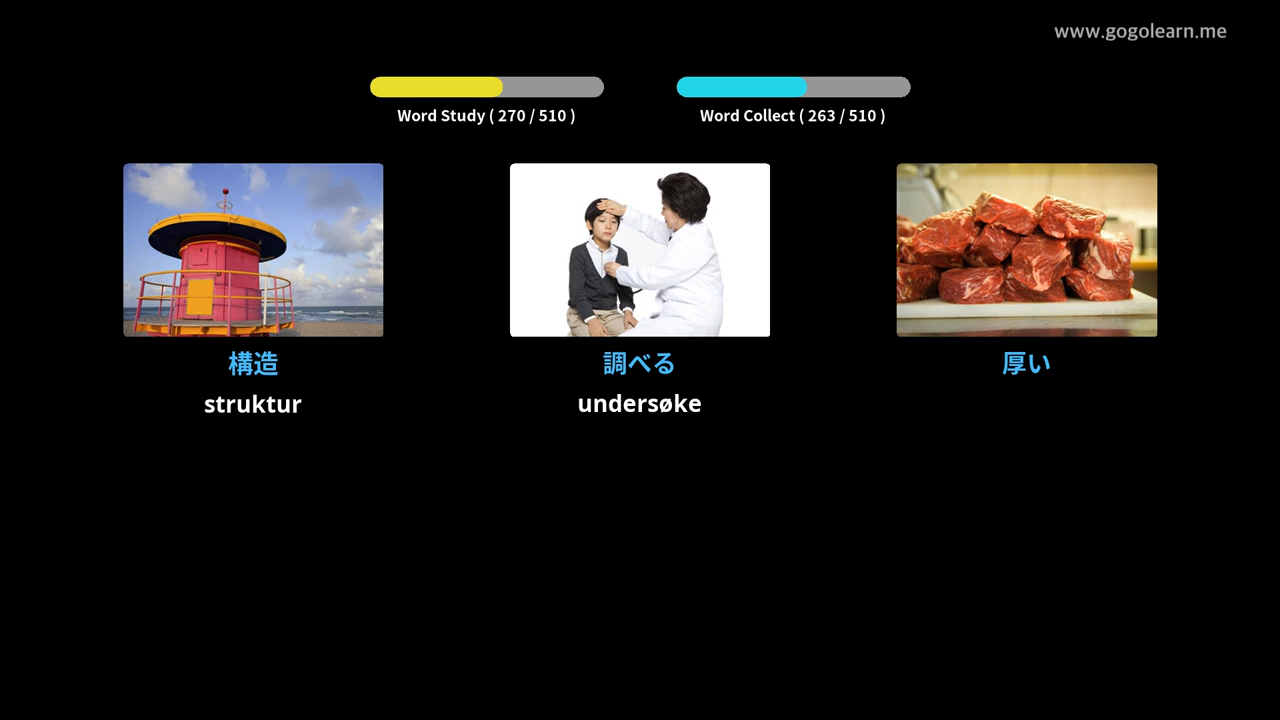 www.gogolearn.me
Word Study ( 270 / 510 )
Word Collect ( 263 / 510 )
構造
調べる
厚い
struktur
undersøke